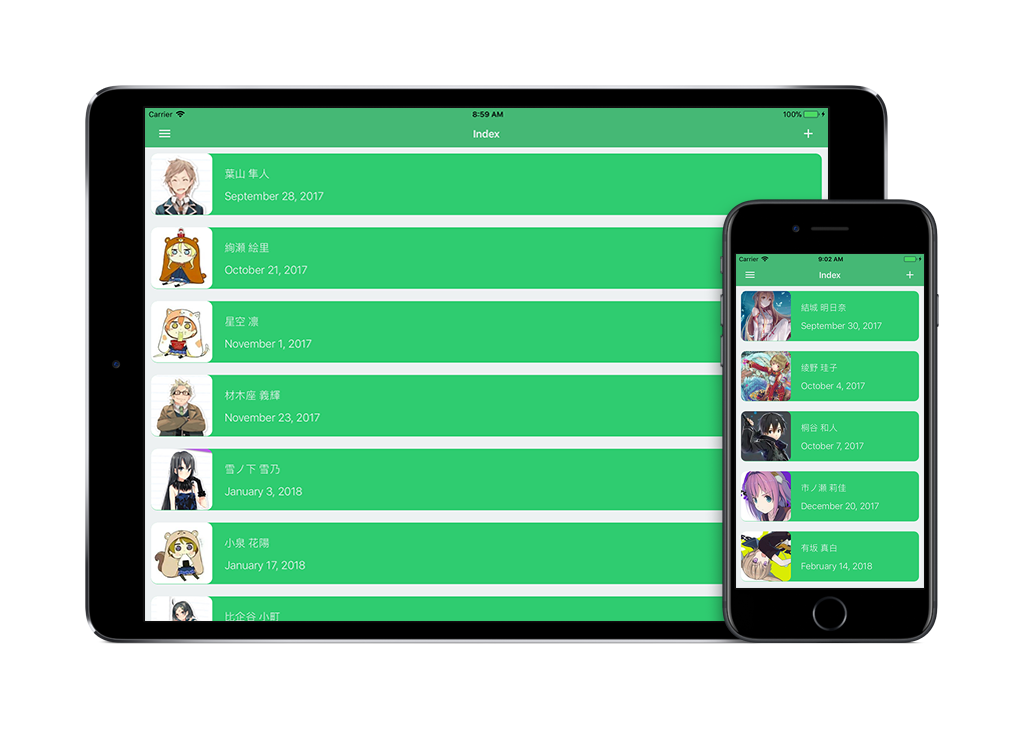 Carrier
8:59 AM
100%
Index
葉山 隼人
September 28, 2017
絢瀬 絵里
October 21, 2017
星空 凛
November 1, 2017
材木座 義輝
November 23, 2017
雪ノ下 雪乃
January 3, 2018
小泉 花陽
January 17, 2018
比企谷 小町
Carrier
9:02 AM
Index
結城 明日奈
September 30, 2017
綾野 珪子
October 4, 2017
桐谷 和人
October 7, 2017
市ノ瀬 莉佳
December 20, 2017
有坂 真白
February 14, 2018